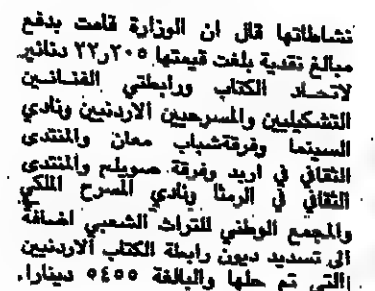 نشاطاتها قال ان الوزارة قامت بدفع
مبالغ نقدية بلغت قيمتها ٢٢ر٢٠٥ دنانير
لاتحاد الكتاب ورابطتي الفنانين
التشكيليين والمسرحيين الاردنيين ونادي
السينما وفرقة شباب معان والمنتدى
الثقافي في اربد وفرقة صويلح والمنتدى
الثقافي في الرمثا ونادي المسرح الملكي
والمجمع الوطني للتراث الشعبي اضافة
الى تسديد ديون رابطة الكتاب الاردنيين
التي تم حلها والبالغة ٥٤٥٥ دينارا.